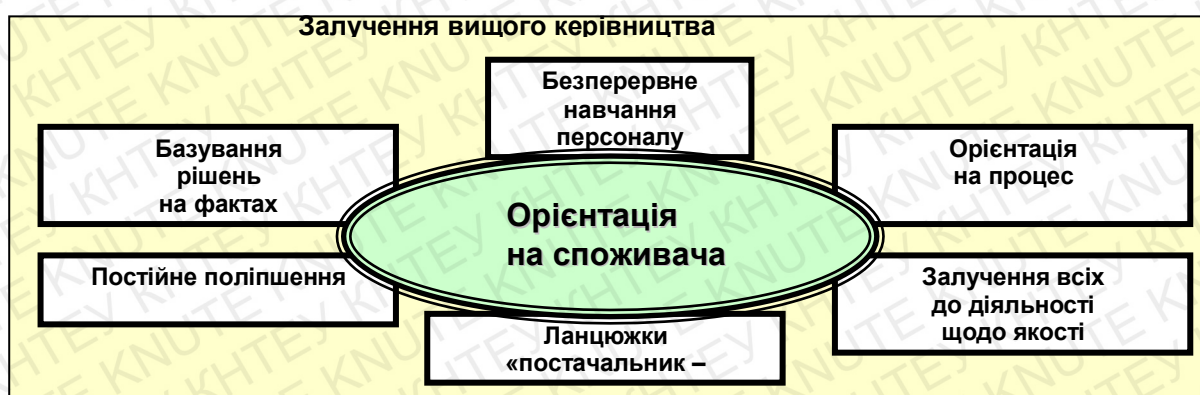 Залучення вищого керівництва
Безперервне
навчання
персоналу
Базування
рішень
на фактах
Орієнтація
на процес
Орієнтація
на споживача
Постійне поліпшення
Залучення всіх
до діяльності
щодо якості
Ланцюжки
«постачальник –